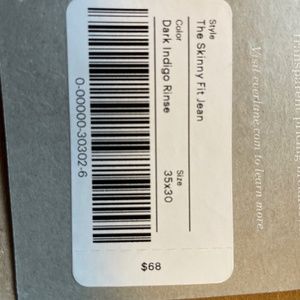 Style
The Skinny Fit Jean
Color
Dark Indigo Rinse
Size
35x30
0-000000-30302-6
$68
Visit everlane.com to learn more.